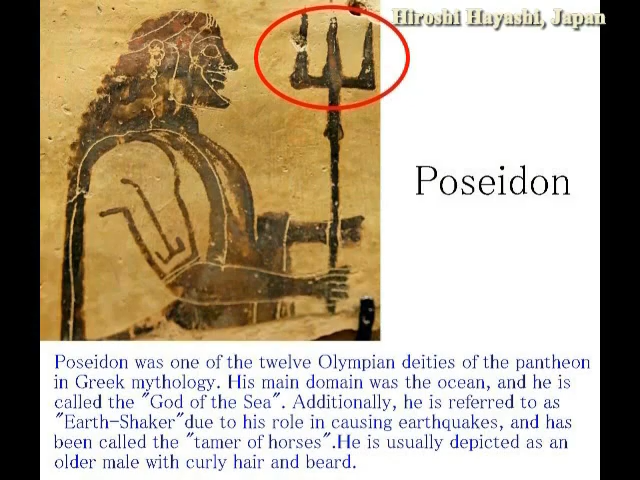 Hiroshi Hayashi, Japan
Poseidon
Poseidon was one of the twelve Olympian deities of the pantheon
in Greek mythology. His main domain was the ocean, and he is
called the "God of the Sea". Additionally, he is referred to as
"Earth-Shaker"due to his role in causing earthquakes, and has
been called the "tamer of horses".He is usually depicted as an
older male with curly hair and beard.